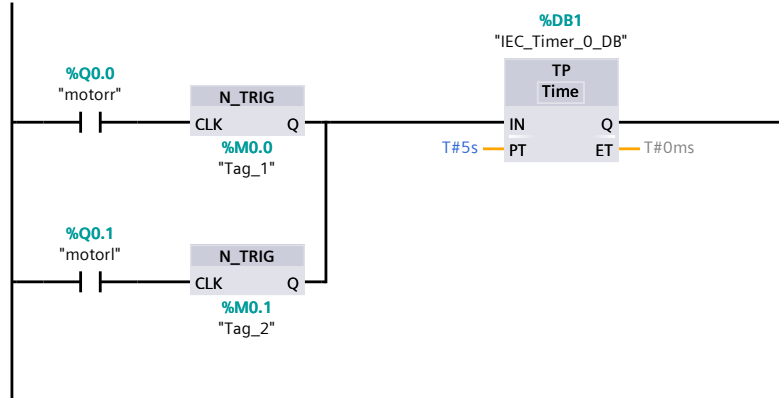 %DB1
"IEC_Timer_0_DB"
%Q0.0
"motorr"
N_TRIG
CLK Q
%M0.0
"Tag_1"
TP
Time
IN Q
T#5s PT ET T#0ms
%Q0.1
"motorl"
N_TRIG
CLK Q
%M0.1
"Tag_2"